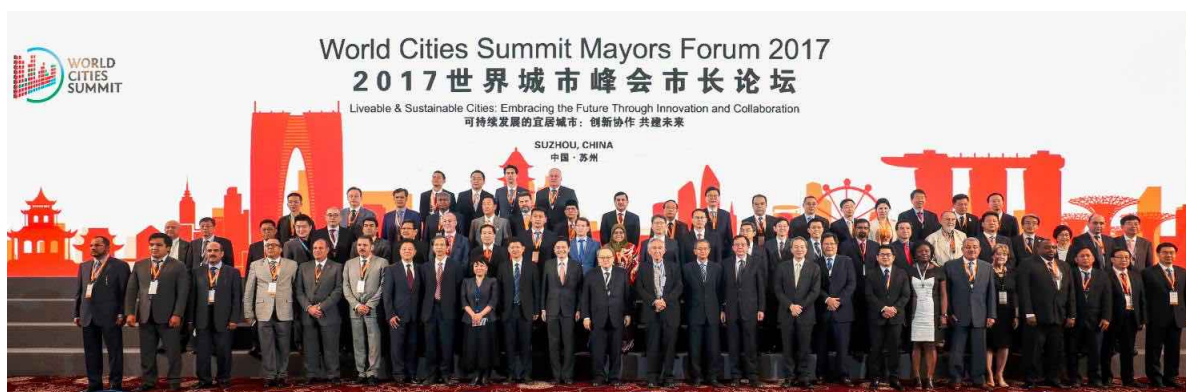 WORLD
CITIES
SUMMIT
World Cities Summit Mayors Forum 2017
2017世界城市峰会市长论坛
Liveable & Sustainable Cities: Embracing the Future Through Innovation and Collaboration
可持续发展的宜居城市：创新协作 共建未来
SUZHOU, CHINA
中国·苏州